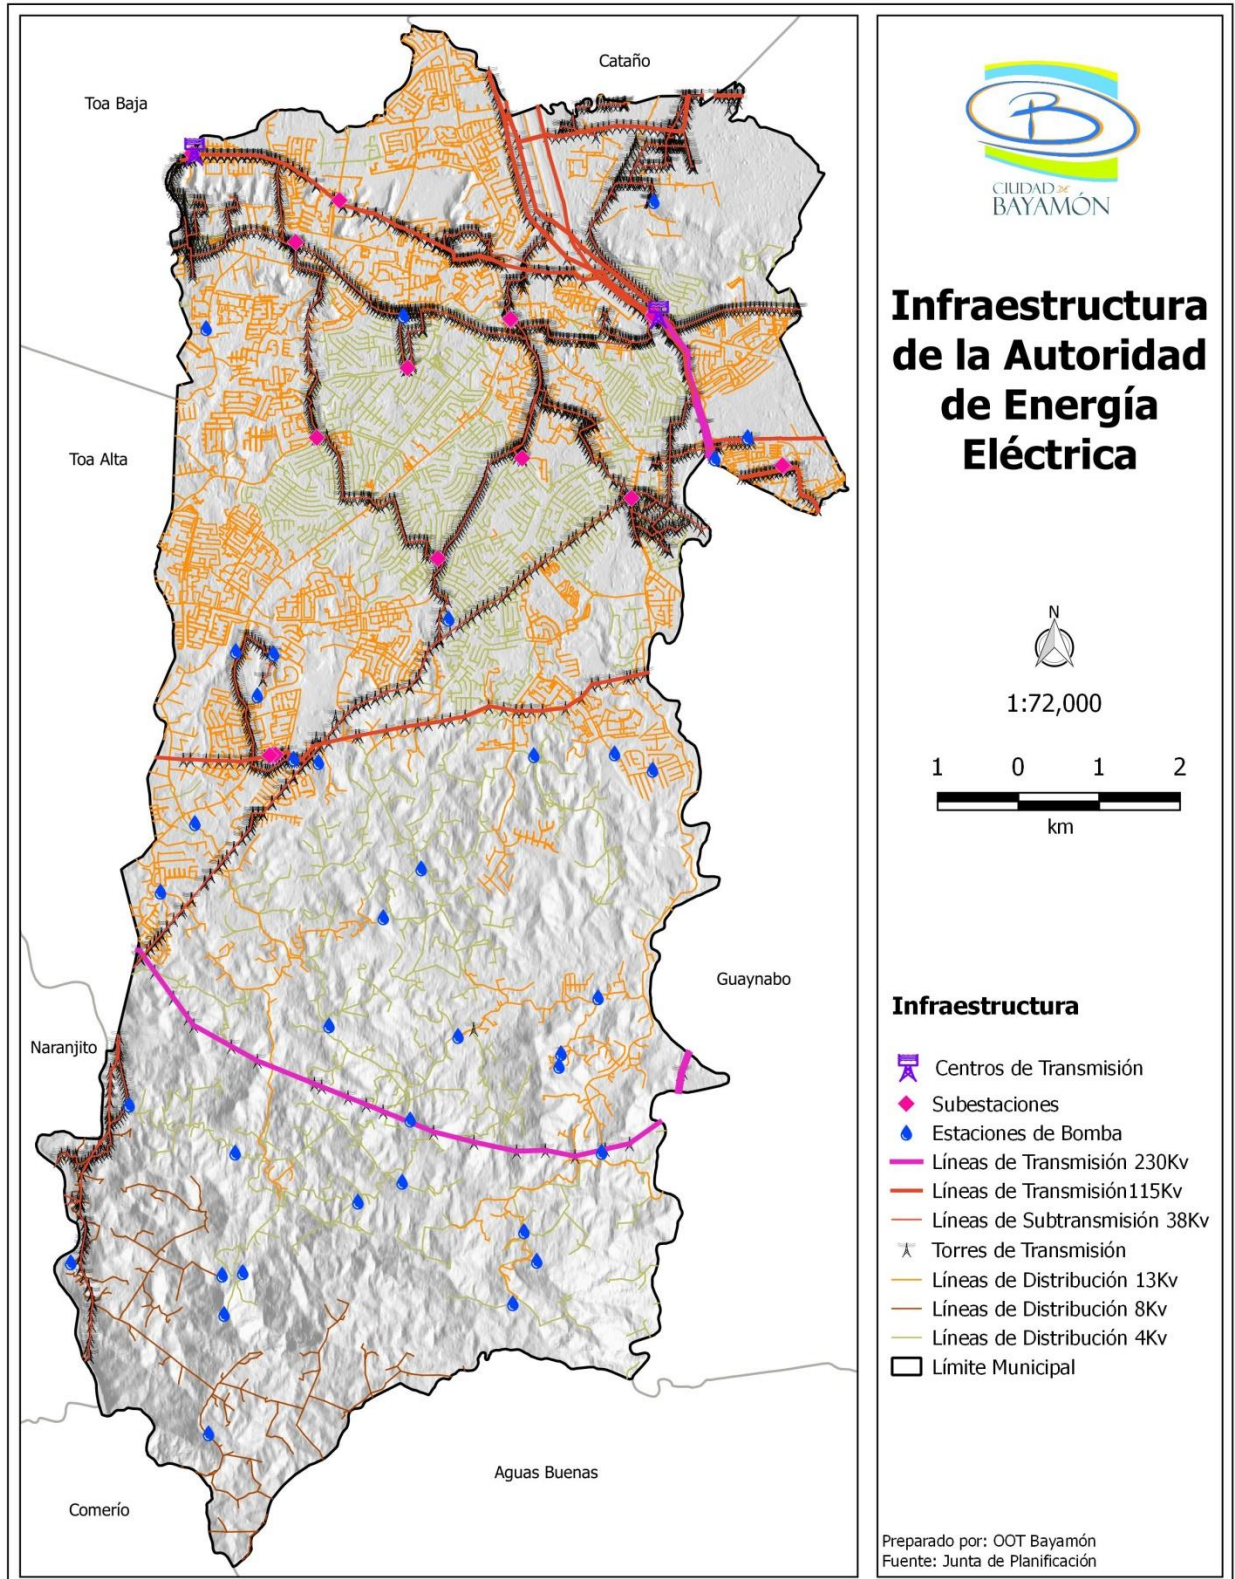 Cataño
Toa Baja
Toa Alta
Guaynabo
Naranjito
Aguas Buenas
Comerío
CIUDAD DE
BAYAMÓN
Infraestructura
de la Autoridad
de Energía
Eléctrica
N
1:72,000
1 0 1 2
km
Infraestructura
Centros de Transmisión
Subestaciones
Estaciones de Bomba
Líneas de Transmisión 230Kv
Líneas de Transmisión115Kv
Líneas de Subtransmisión 38Kv
Torres de Transmisión
Líneas de Distribución 13Kv
Líneas de Distribución 8Kv
Líneas de Distribución 4Kv
Límite Municipal
Preparado por: OOT Bayamón
Fuente: Junta de Planificación